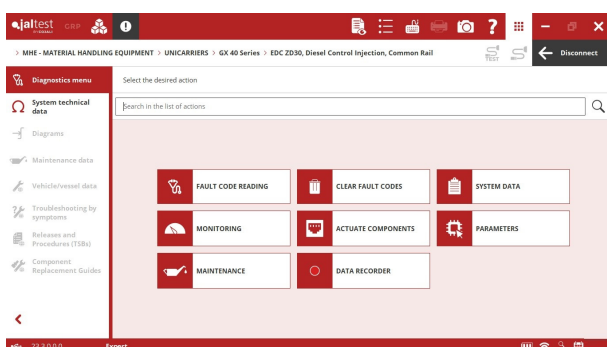 jaltest GRP
> MHE - MATERIAL HANDLING EQUIPMENT > UNICARRIERS > GX 40 Series > EDC ZD30, Diesel Control Injection, Common Rail
TEST
Disconnect
Diagnostics menu
Select the desired action
System technical
data
Search in the list of actions
Diagrams
Maintenance data
Vehicle/vessel data
Troubleshooting by
symptoms
Releases and
Procedures (TSBs)
Component
Replacement Guides
FAULT CODE READING
CLEAR FAULT CODES
SYSTEM DATA
MONITORING
ACTUATE COMPONENTS
PARAMETERS
MAINTENANCE
DATA RECORDER
Expert